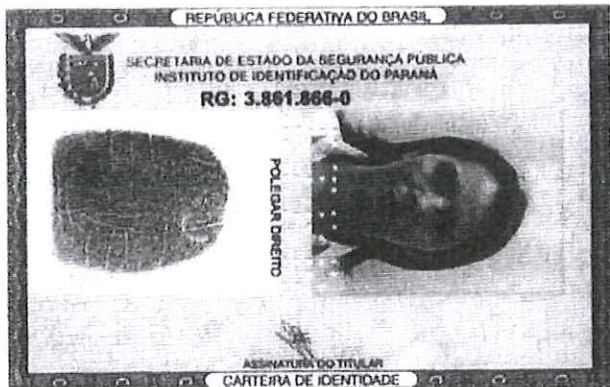 REPÚBLICA FEDERATIVA DO BRASIL
SECRETARIA DE ESTADO DA SEGURANÇA PÚBLICA
INSTITUTO DE IDENTIFICAÇÃO DO PARANÁ
RG: 3.861.866-0
POLEGAR DIREITO
ASSINATURA DO TITULAR
CARTEIRA DE IDENTIDADE